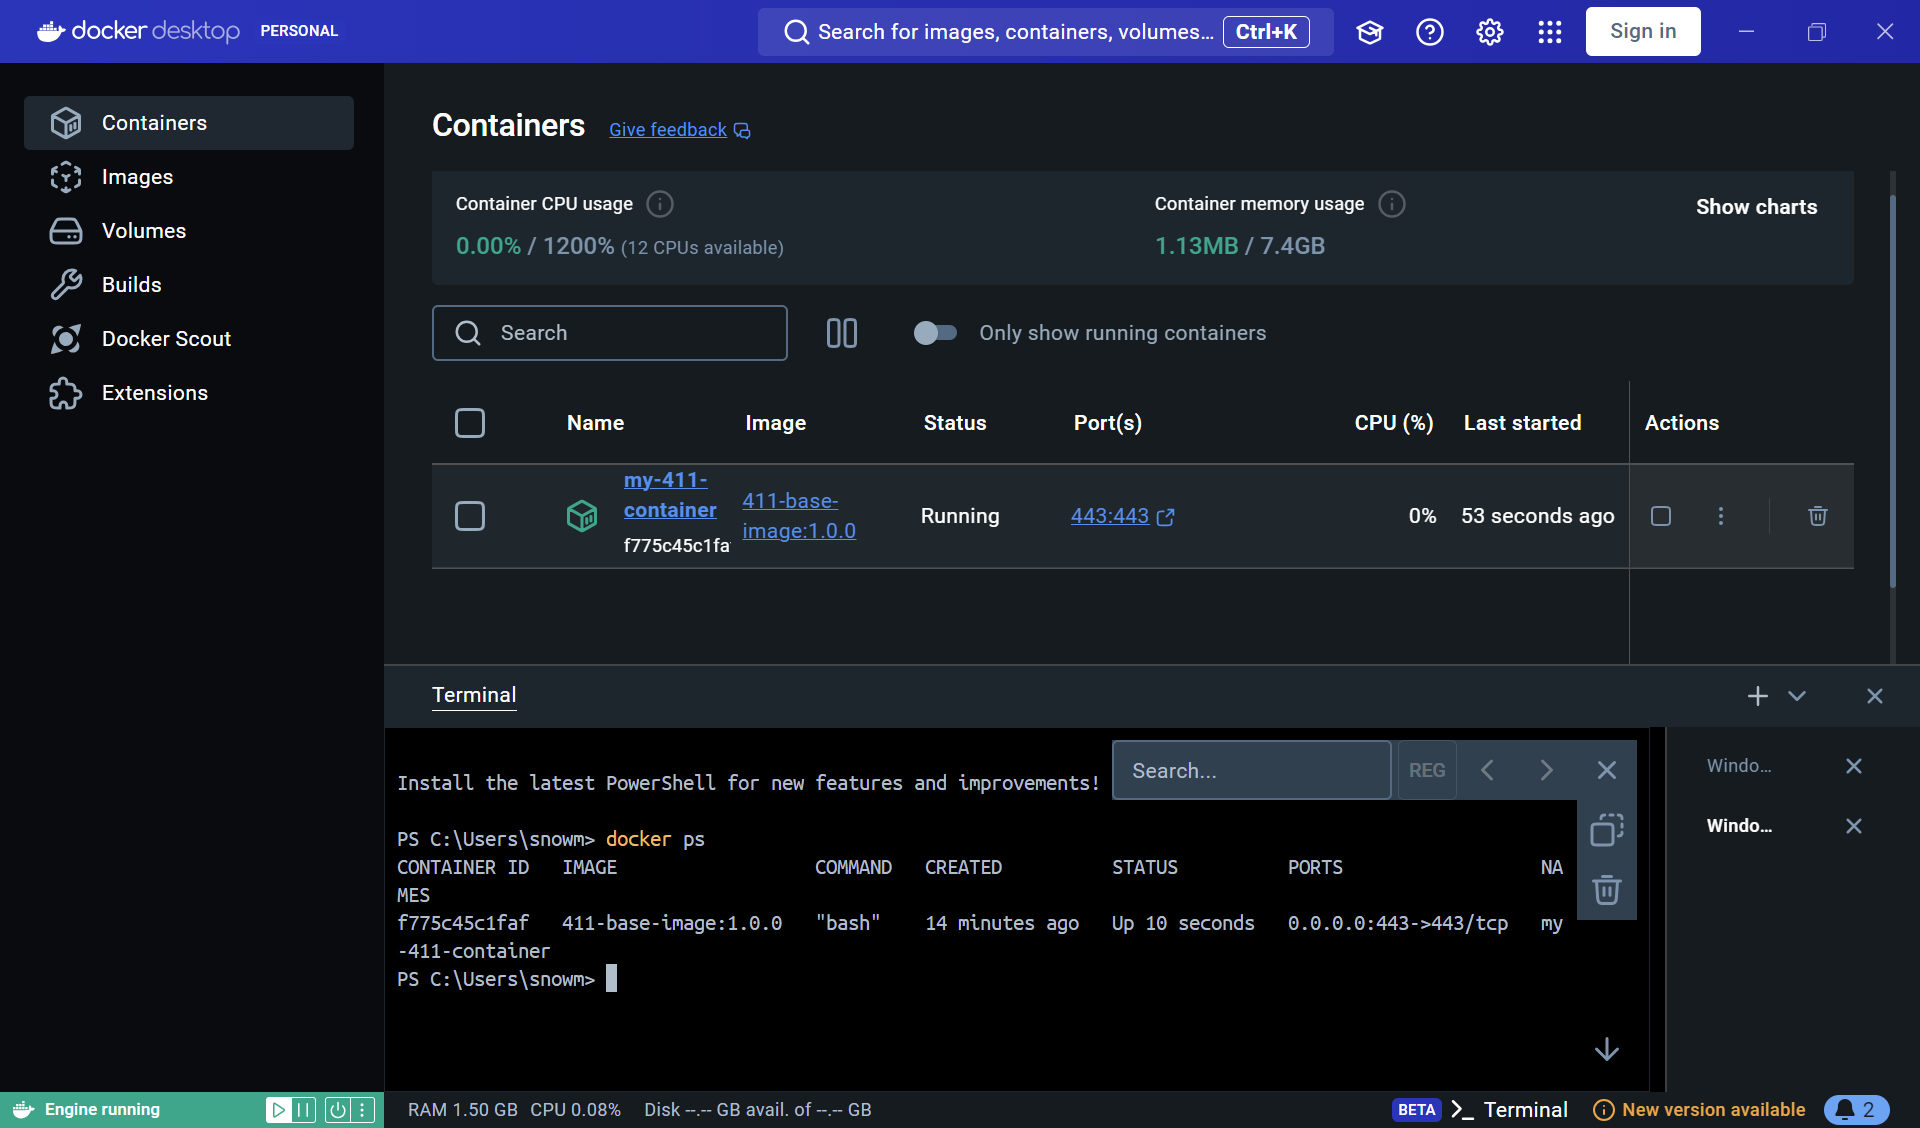 docker desktop PERSONAL
Search for images, containers, volumes... Ctrl+K
Sign in
Containers
Images
Volumes
Builds
Docker Scout
Extensions
Containers Give feedback
Container CPU usage
0.00% / 1200% (12 CPUs available)
Container memory usage
1.13MB / 7.4GB
Show charts
Search
Only show running containers
Name Image Status Port(s) CPU (%) Last started Actions
my-411-
container
f775c45c1fa
411-base-
image:1.0.0
Running
443:443
0%
53 seconds ago
Terminal
Install the latest PowerShell for new features and improvements!
Search...
REG
PS C:\Users\snowm> docker ps
CONTAINER ID IMAGE COMMAND CREATED STATUS PORTS NA
MES
f775c45c1faf 411-base-image:1.0.0 "bash" 14 minutes ago Up 10 seconds 0.0.0.0:443->443/tcp my
-411-container
PS C:\Users\snowm>
Windo...
Windo...
Engine running
RAM 1.50 GB CPU 0.08% Disk --.-- GB avail. of --.-- GB
BETA
Terminal
New version available
2